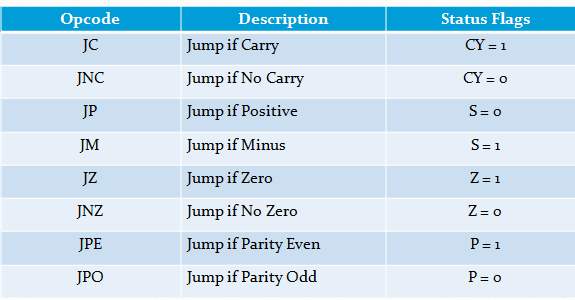 Opcode Description Status Flags
JC Jump if Carry CY = 1
JNC Jump if No Carry CY = 0
JP Jump if Positive S = 0
JM Jump if Minus S = 1
JZ Jump if Zero Z = 1
JNZ Jump if No Zero Z = 0
JPE Jump if Parity Even P = 1
JPO Jump if Parity Odd P = 0